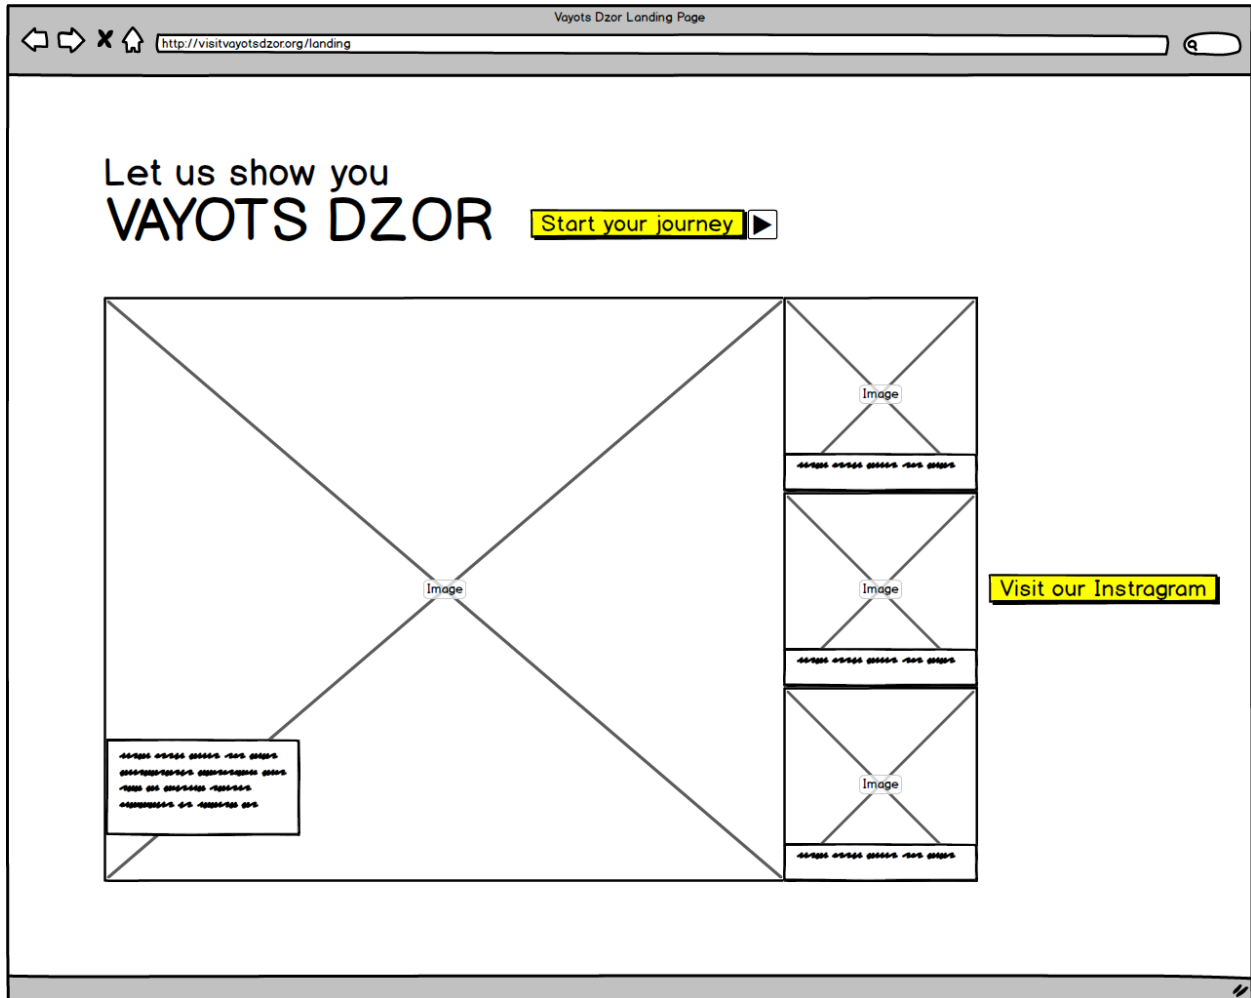 Vayots Dzor Landing Page
http://visitvayotsdzor.org/landing
Let us show you
VAYOTS DZOR
Start your journey
Image
Image
Image
Visit our Instragram
Image